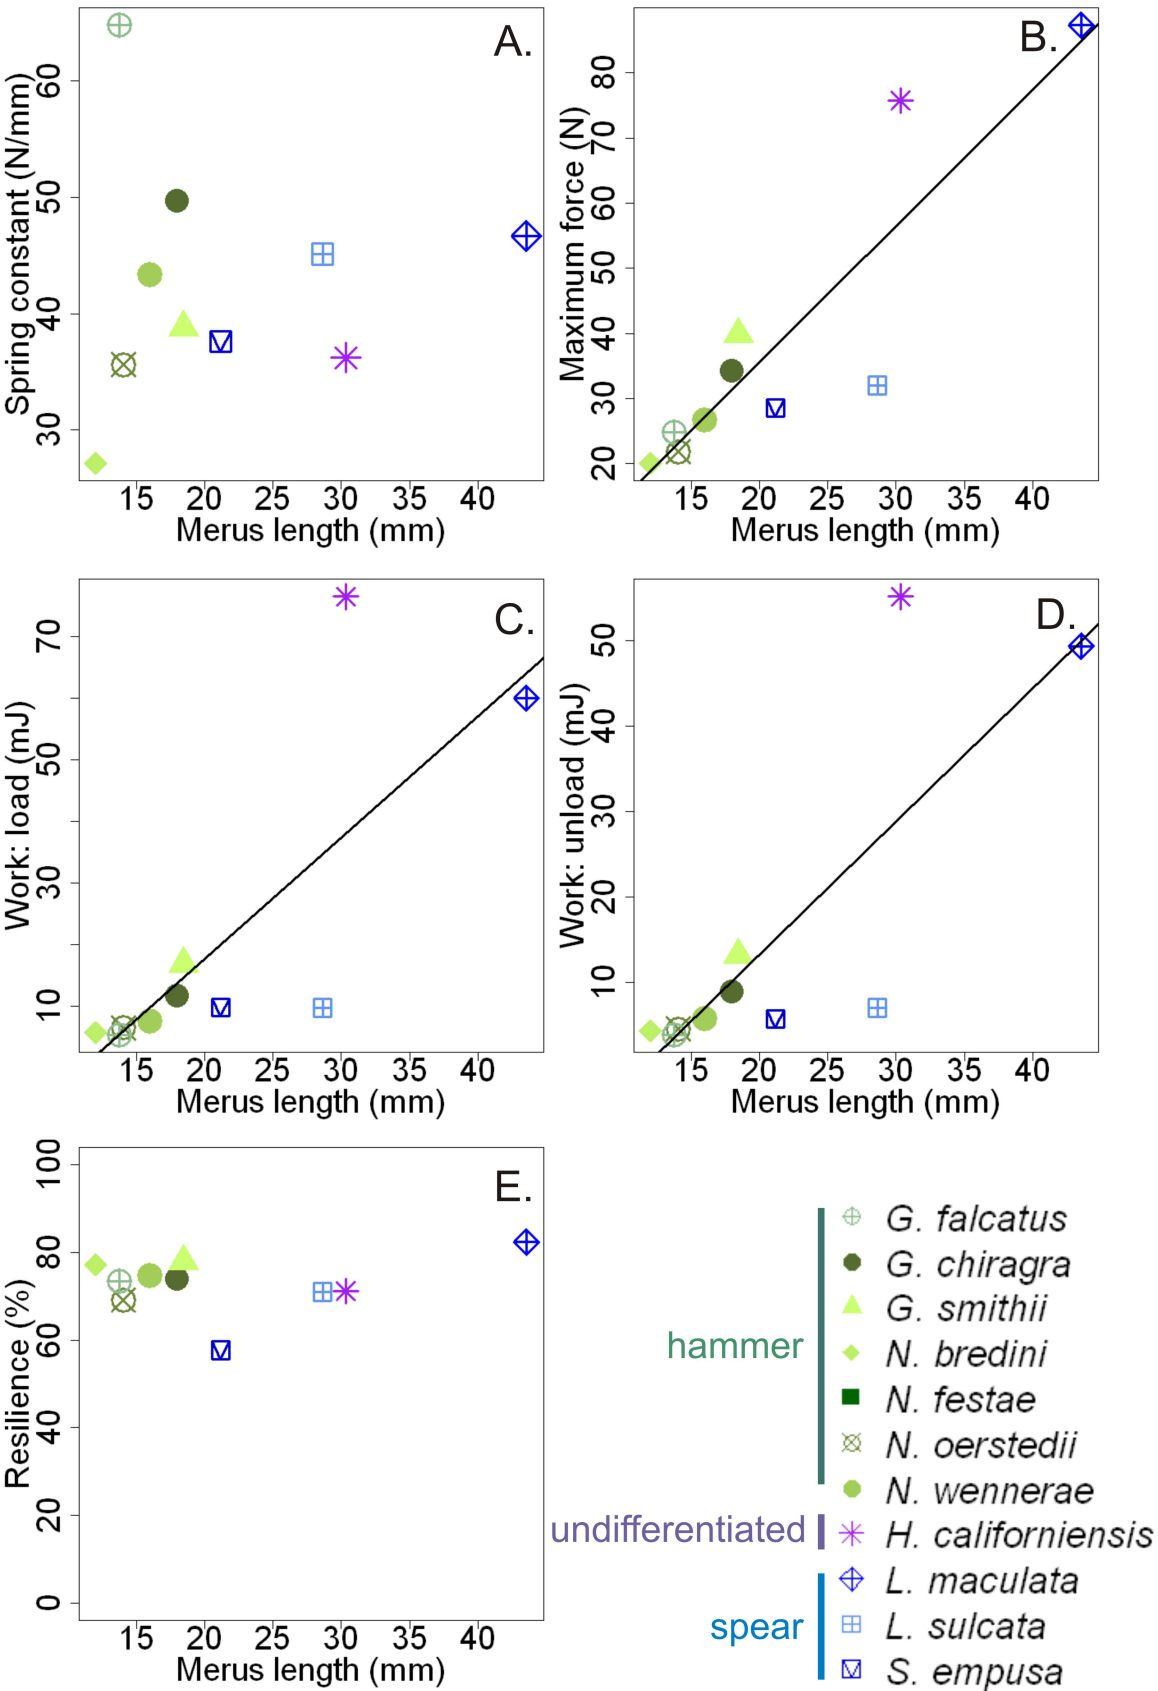 A.
Spring constant (N/mm)
60
50
40
30
15 20 25 30 35 40
Merus length (mm)
B.
Maximum force (N)
80
70
60
50
40
30
20
15 20 25 30 35 40
Merus length (mm)
C.
Work: load (mJ)
70
50
30
10
15 20 25 30 35 40
Merus length (mm)
D.
Work: unload (mJ)
50
40
30
20
10
15 20 25 30 35 40
Merus length (mm)
E.
Resilience (%)
100
80
60
40
20
0
15 20 25 30 35 40
Merus length (mm)
hammer
G. falcatus
G. chiragra
G. smithii
N. bredini
N. festae
N. oerstedii
N. wennerae
undifferentiated
H. californiensis
spear
L. maculata
L. sulcata
S. empusa